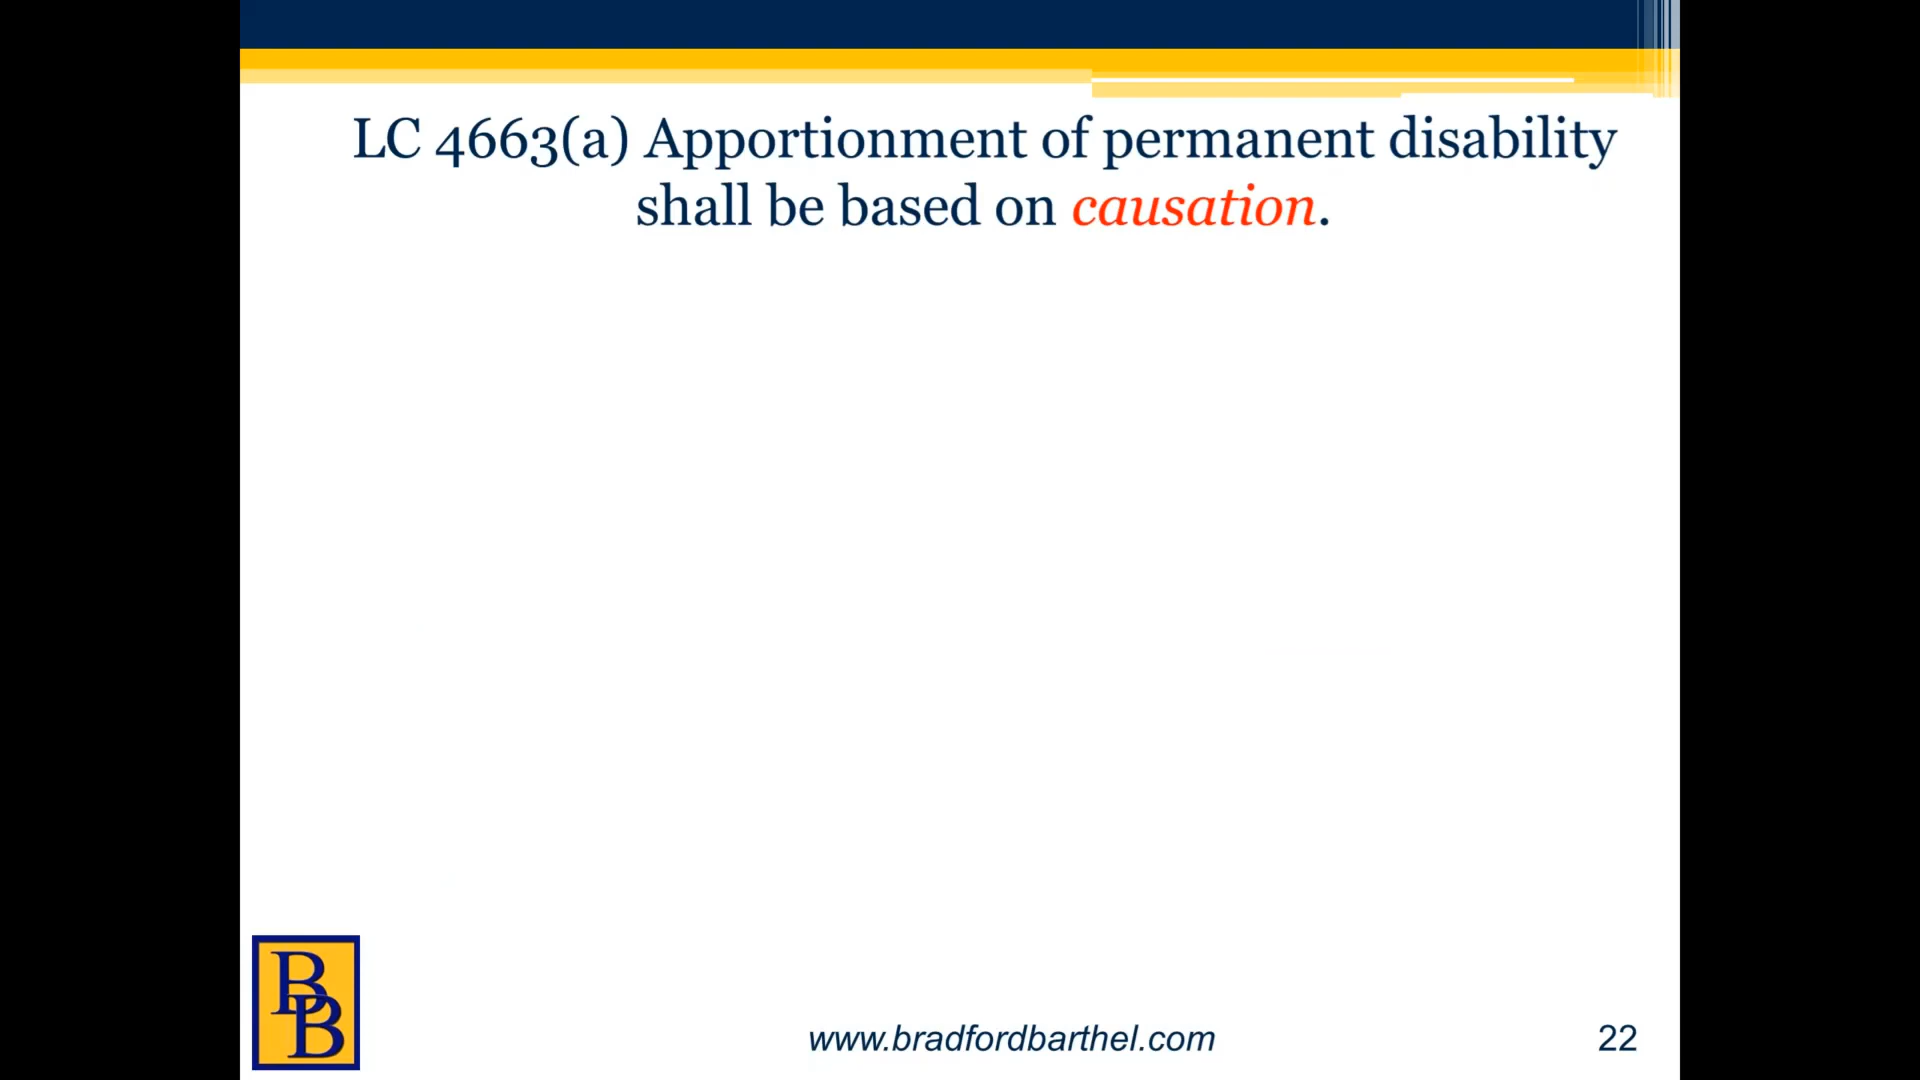 LC 4663(a) Apportionment of permanent disability
shall be based on causation.
BB
www.bradfordbarthel.com
22